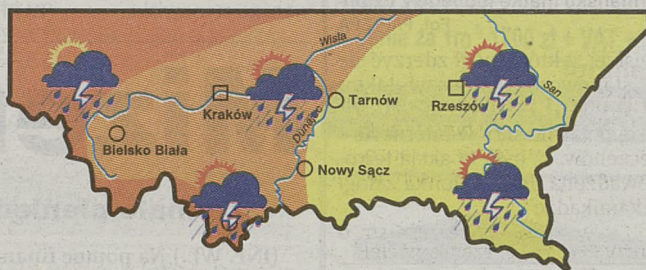 Wisła
San
Kraków
Tarnów
Rzeszów
Dunajec
Bielsko Biała
Nowy Sącz